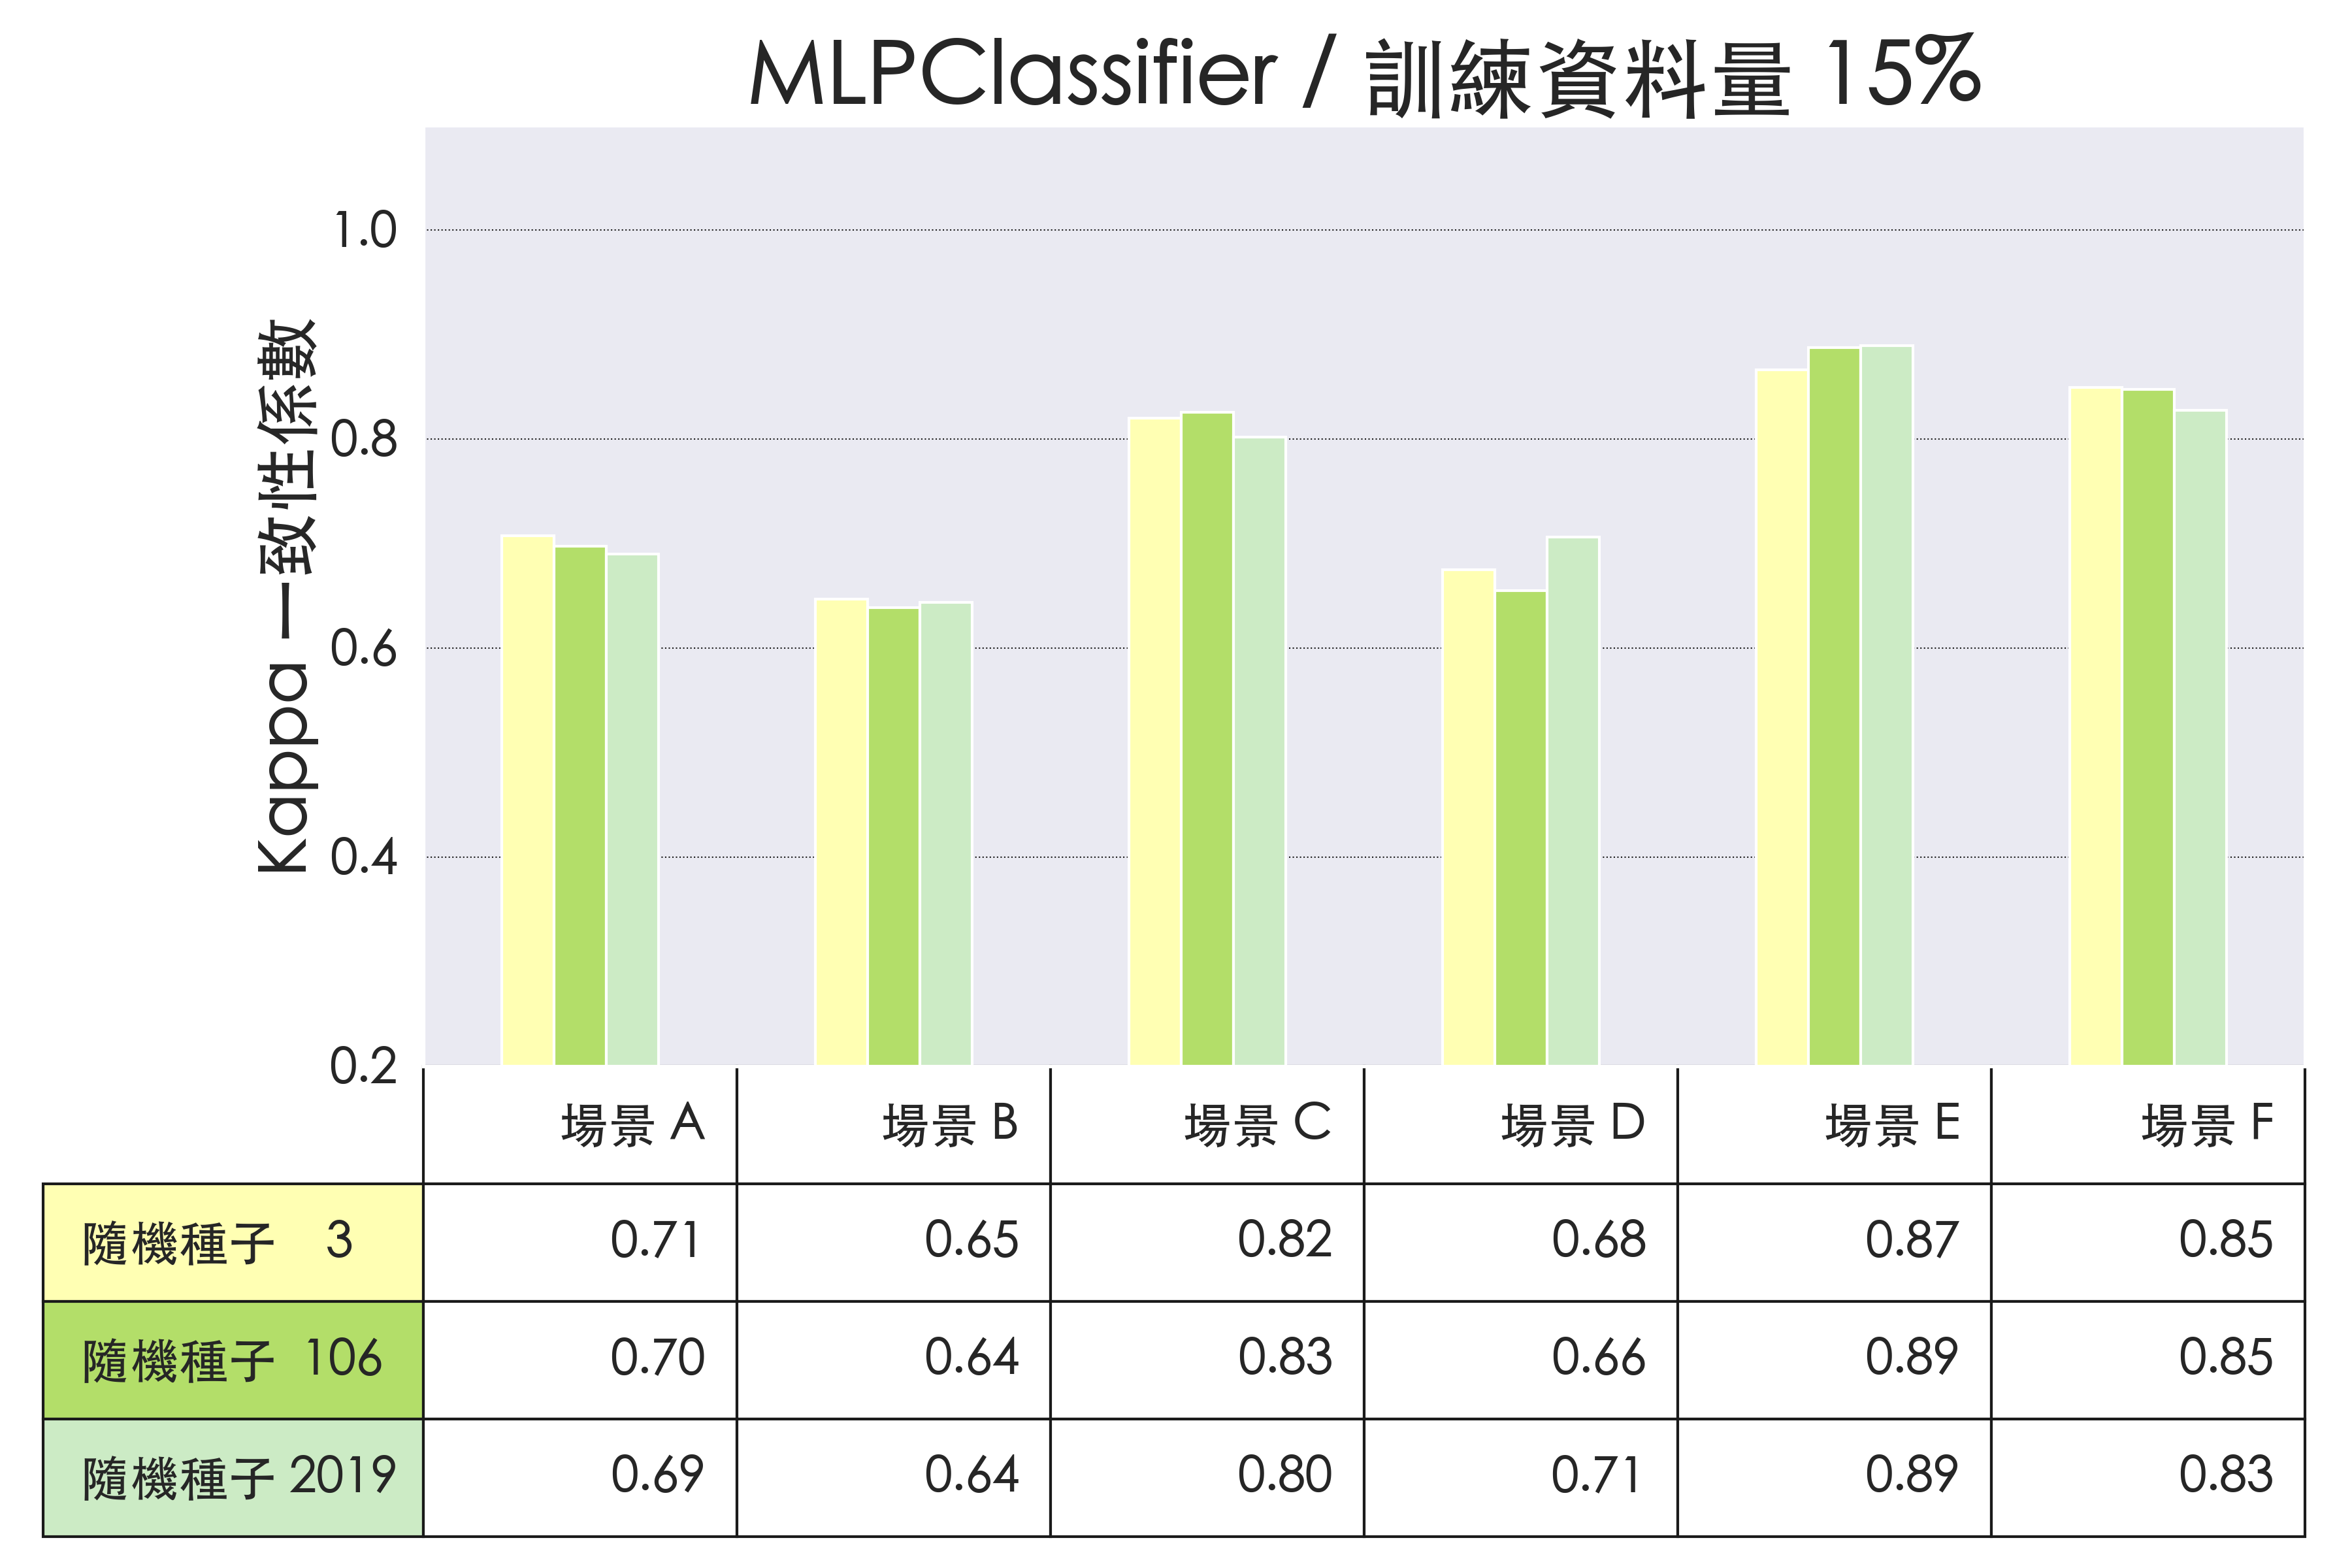 MLPClassifier / 訓練資料量 15%
Kappa 一致性係數
1.0
0.8
0.6
0.4
0.2
場景 A 場景 B 場景 C 場景 D 場景 E 場景 F
隨機種子 3 0.71 0.65 0.82 0.68 0.87 0.85
隨機種子 106 0.70 0.64 0.83 0.66 0.89 0.85
隨機種子 2019 0.69 0.64 0.80 0.71 0.89 0.83